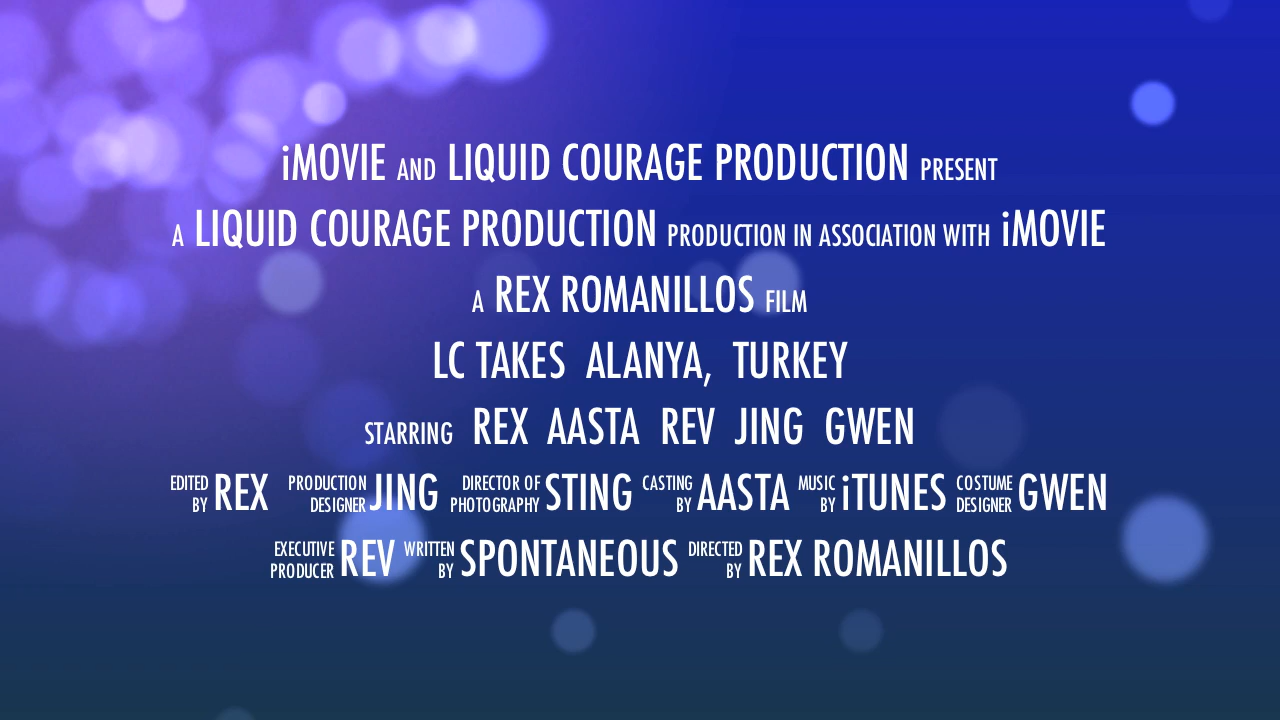 iMOVIE AND LIQUID COURAGE PRODUCTION PRESENT
A LIQUID COURAGE PRODUCTION PRODUCTION IN ASSOCIATION WITH iMOVIE
A REX ROMANILLOS FILM
LC TAKES ALANYA, TURKEY
STARRING REX AASTA REV JING GWEN
EDITED BY REX PRODUCTION DESIGNER JING DIRECTOR OF PHOTOGRAPHY STING CASTING BY AASTA MUSIC BY iTUNES COSTUME DESIGNER GWEN
EXECUTIVE PRODUCER REV WRITTEN BY SPONTANEOUS DIRECTED BY REX ROMANILLOS